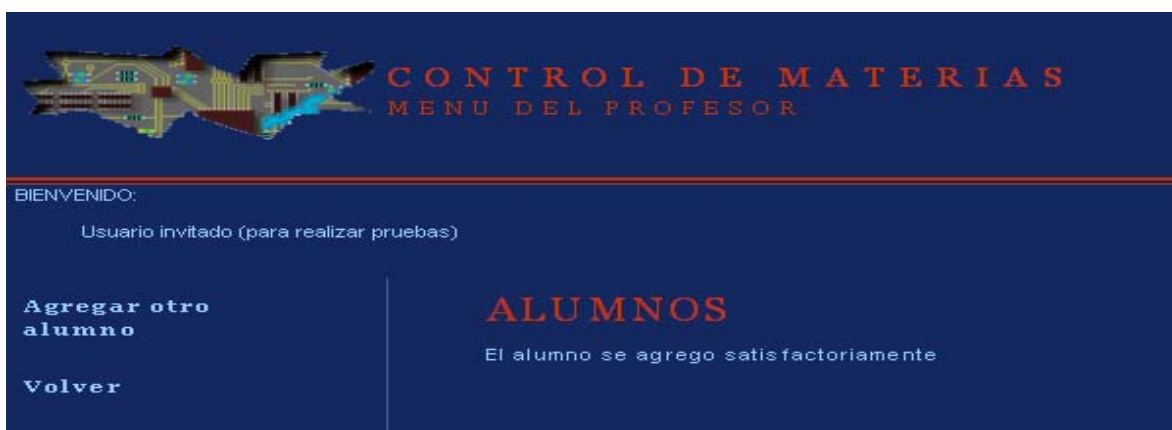 CONTROL DE MATERIAS
MENU DEL PROFESOR
BIENVENIDO:
Usuario invitado (para realizar pruebas)
Agregar otro
alumno
Volver
ALUMNOS
El alumno se agrego satisfactoriamente